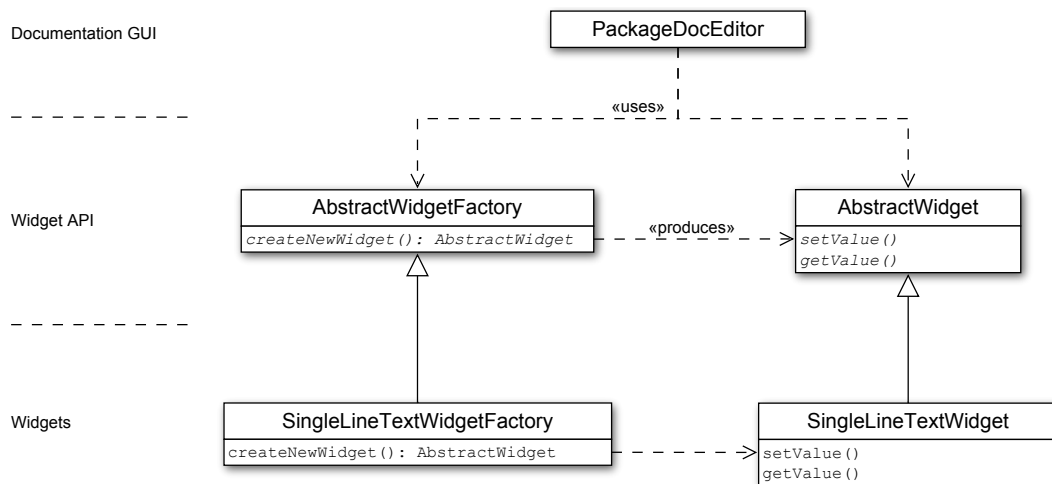 Documentation GUI
PackageDocEditor
«uses»
Widget API
AbstractWidgetFactory
createNewWidget(): AbstractWidget
«produces»
AbstractWidget
setValue()
getValue()
Widgets
SingleLineTextWidgetFactory
createNewWidget(): AbstractWidget
SingleLineTextWidget
setValue()
getValue()